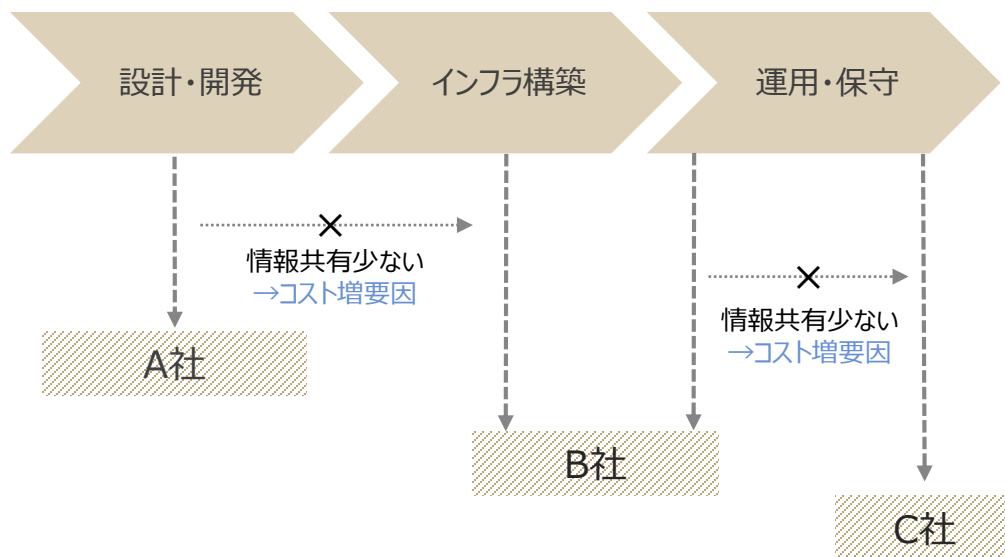 設計・開発
インフラ構築
運用・保守
情報共有少ない
→コスト増要因
情報共有少ない
→コスト増要因
A社
B社
C社